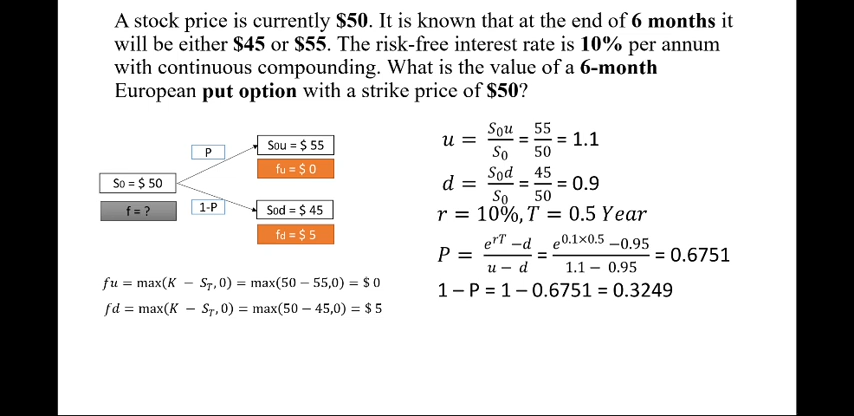 A stock price is currently $50. It is known that at the end of 6 months it
will be either $45 or $55. The risk-free interest rate is 10% per annum
with continuous compounding. What is the value of a 6-month
European put option with a strike price of $50?
P
Sou = $ 55
fu = $ 0
So = $ 50
f = ?
1-P
Sod = $ 45
fd = $ 5
fu = max(K − S_T, 0) = max(50 − 55,0) = $ 0
fd = max(K − S_T, 0) = max(50 − 45,0) = $ 5
u = S₀u / S₀ = 55 / 50 = 1.1
d = S₀d / S₀ = 45 / 50 = 0.9
r = 10%, T = 0.5 Year
P = e^{rT} − d / u − d = e^{0.1×0.5} − 0.95 / 1.1 − 0.95 = 0.6751
1 − P = 1 − 0.6751 = 0.3249